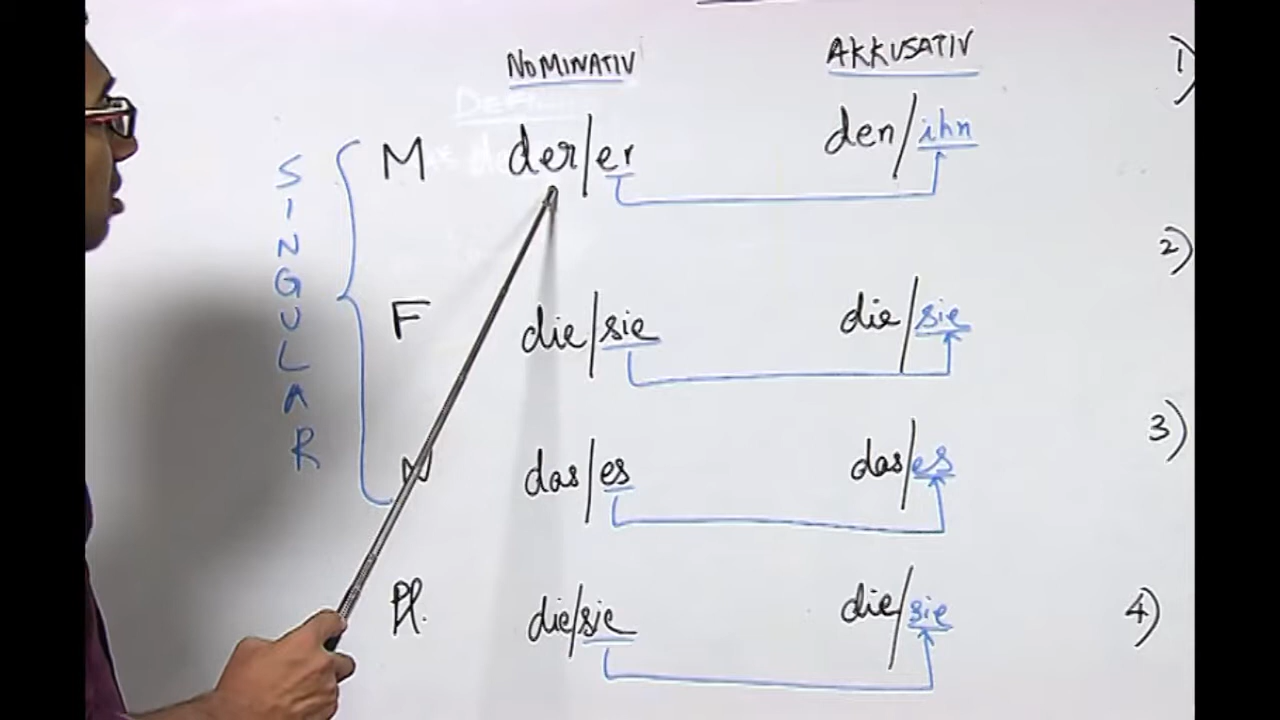 NOMINATIV AKKUSATIV 1)
M der/er den/ihn
2)
SINGULAR
F die/sie die/sie
3)
N das/es das/es
Pl. die/sie die/sie 4)